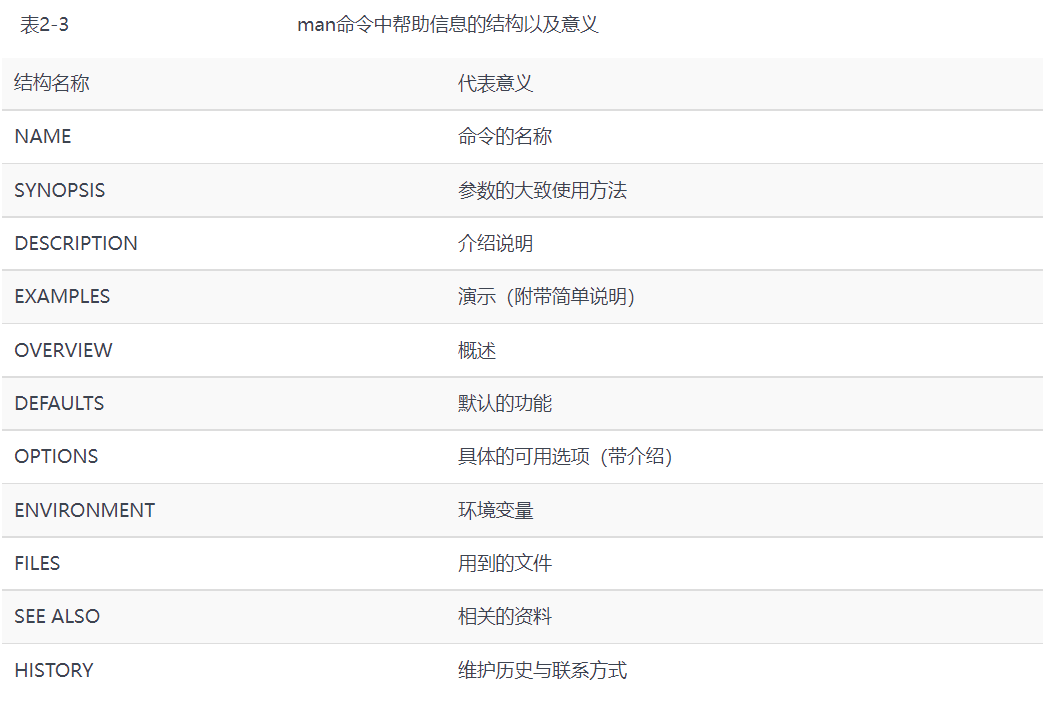 表2-3 man命令中帮助信息的结构以及意义
结构名称 代表意义
NAME 命令的名称
SYNOPSIS 参数的大致使用方法
DESCRIPTION 介绍说明
EXAMPLES 演示（附带简单说明）
OVERVIEW 概述
DEFAULTS 默认的功能
OPTIONS 具体的可用选项（带介绍）
ENVIRONMENT 环境变量
FILES 用到的文件
SEE ALSO 相关的资料
HISTORY 维护历史与联系方式